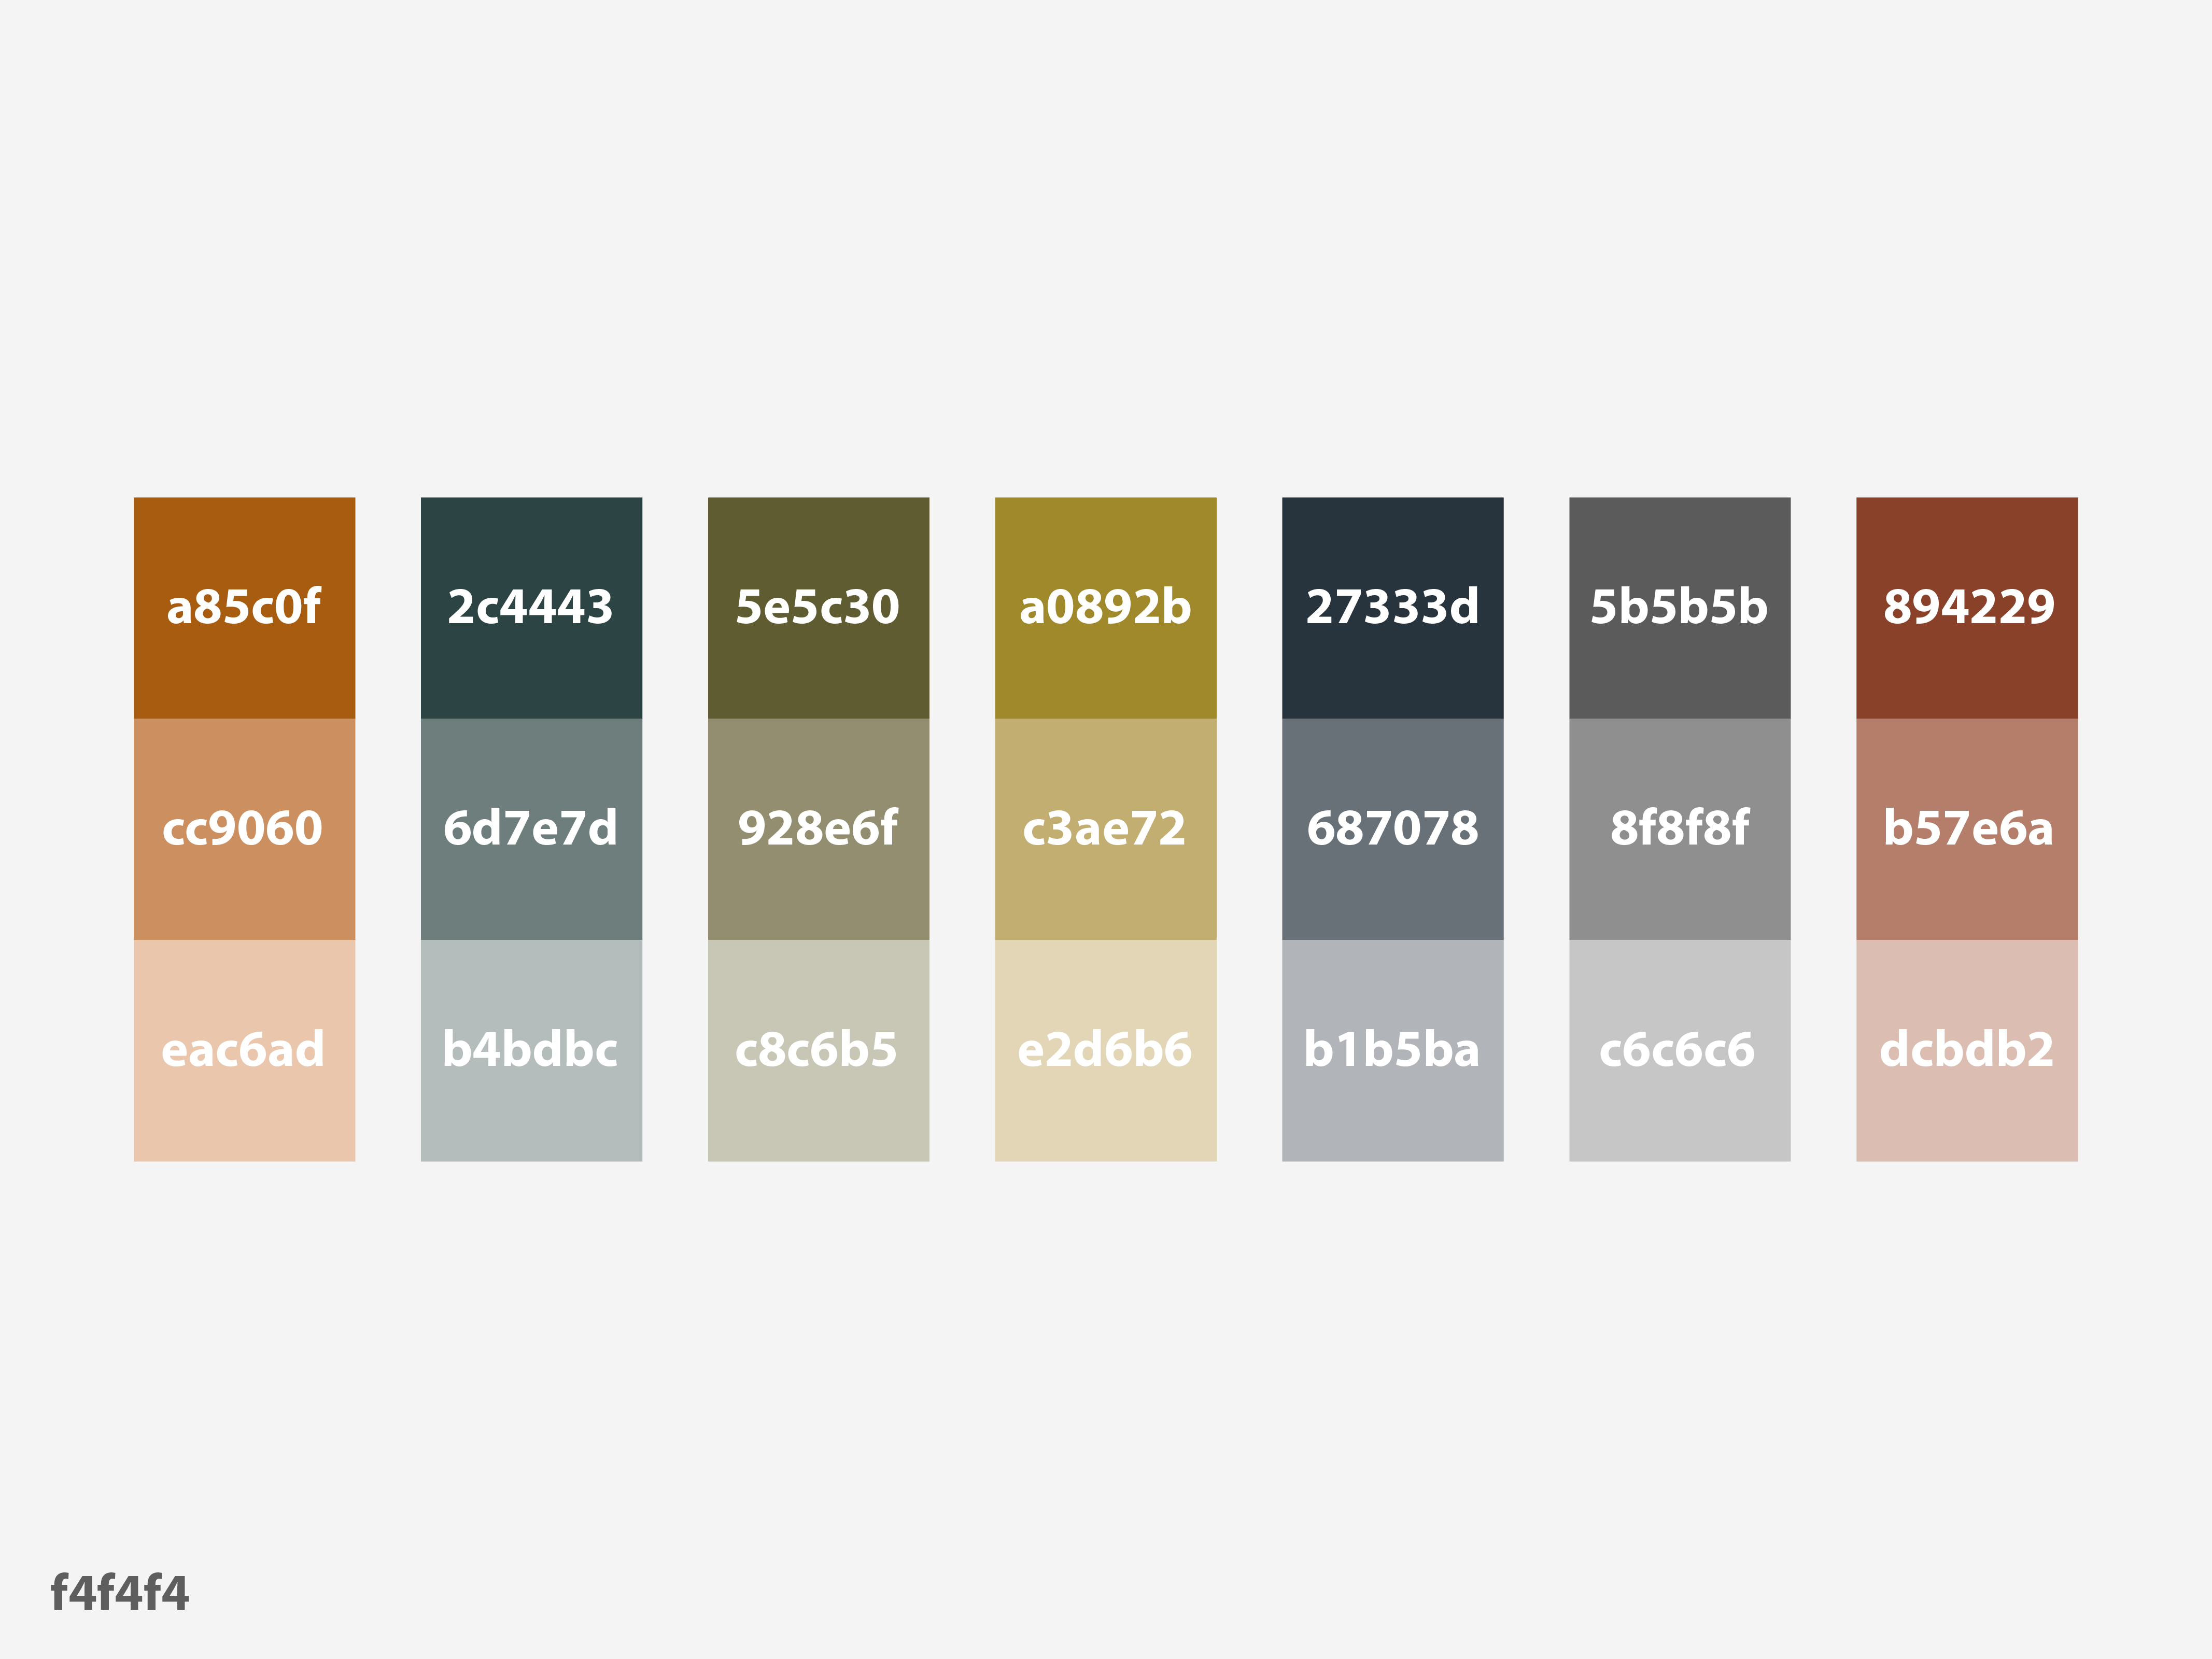 a85c0f 2c4443 5e5c30 a0892b 27333d 5b5b5b 894229
cc9060 6d7e7d 928e6f c3ae72 687078 8f8f8f b57e6a
eac6ad b4bdbc c8c6b5 e2d6b6 b1b5ba c6c6c6 dcbdb2
f4f4f4